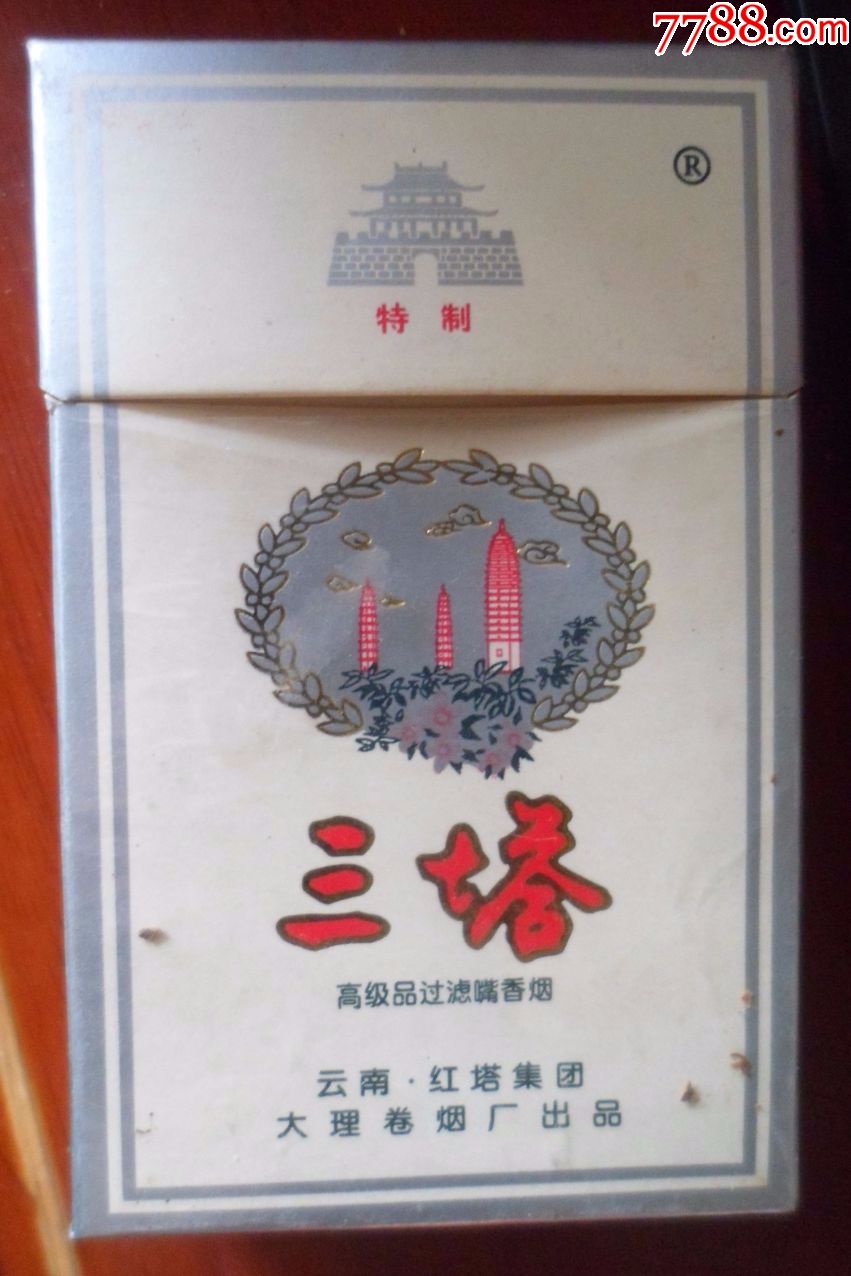 7788.com
®
特制
三塔
高级品过滤嘴香烟
云南·红塔集团
大理卷烟厂出品